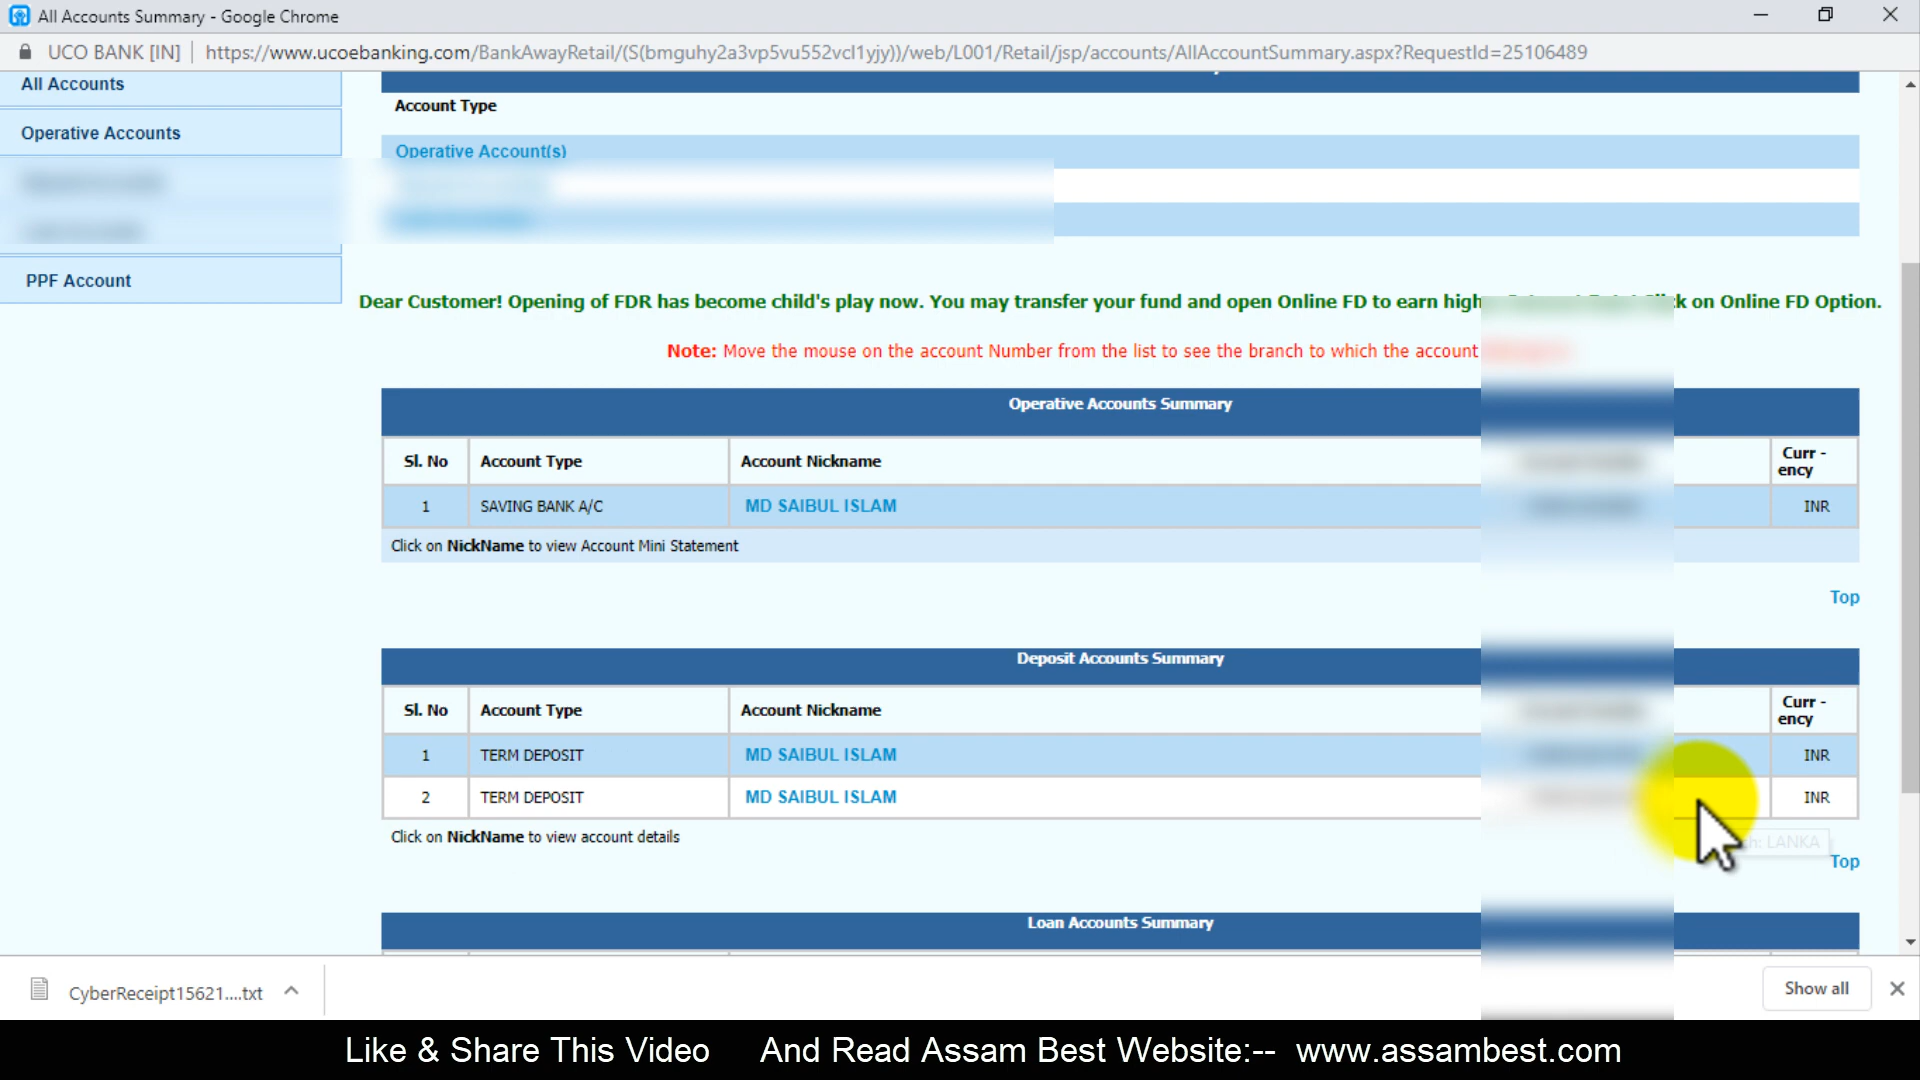 All Accounts Summary - Google Chrome
UCO BANK [IN] https://www.ucoebanking.com/BankAwayRetail/(S(bmguhy2a3vp5vu552vcl1yjy))/web/L001/Retail/jsp/accounts/AllAccountSummary.aspx?RequestId=25106489
All Accounts
Account Type
Operative Accounts
Operative Account(s)
PPF Account
Dear Customer! Opening of FDR has become child's play now. You may transfer your fund and open Online FD to earn on Online FD Option.
Note: Move the mouse on the account Number from the list to see the branch to which the account
Operative Accounts Summary
Sl. No Account Type Account Nickname Curr - ency
1 SAVING BANK A/C MD SAIBUL ISLAM INR
Click on NickName to view Account Mini Statement
Top
Deposit Accounts Summary
Sl. No Account Type Account Nickname Curr - ency
1 TERM DEPOSIT MD SAIBUL ISLAM INR
2 TERM DEPOSIT MD SAIBUL ISLAM INR
Click on NickName to view account details
LANKA
Top
Loan Accounts Summary
CyberReceipt15621....txt
Show all
Like & Share This Video And Read Assam Best Website:-- www.assambest.com